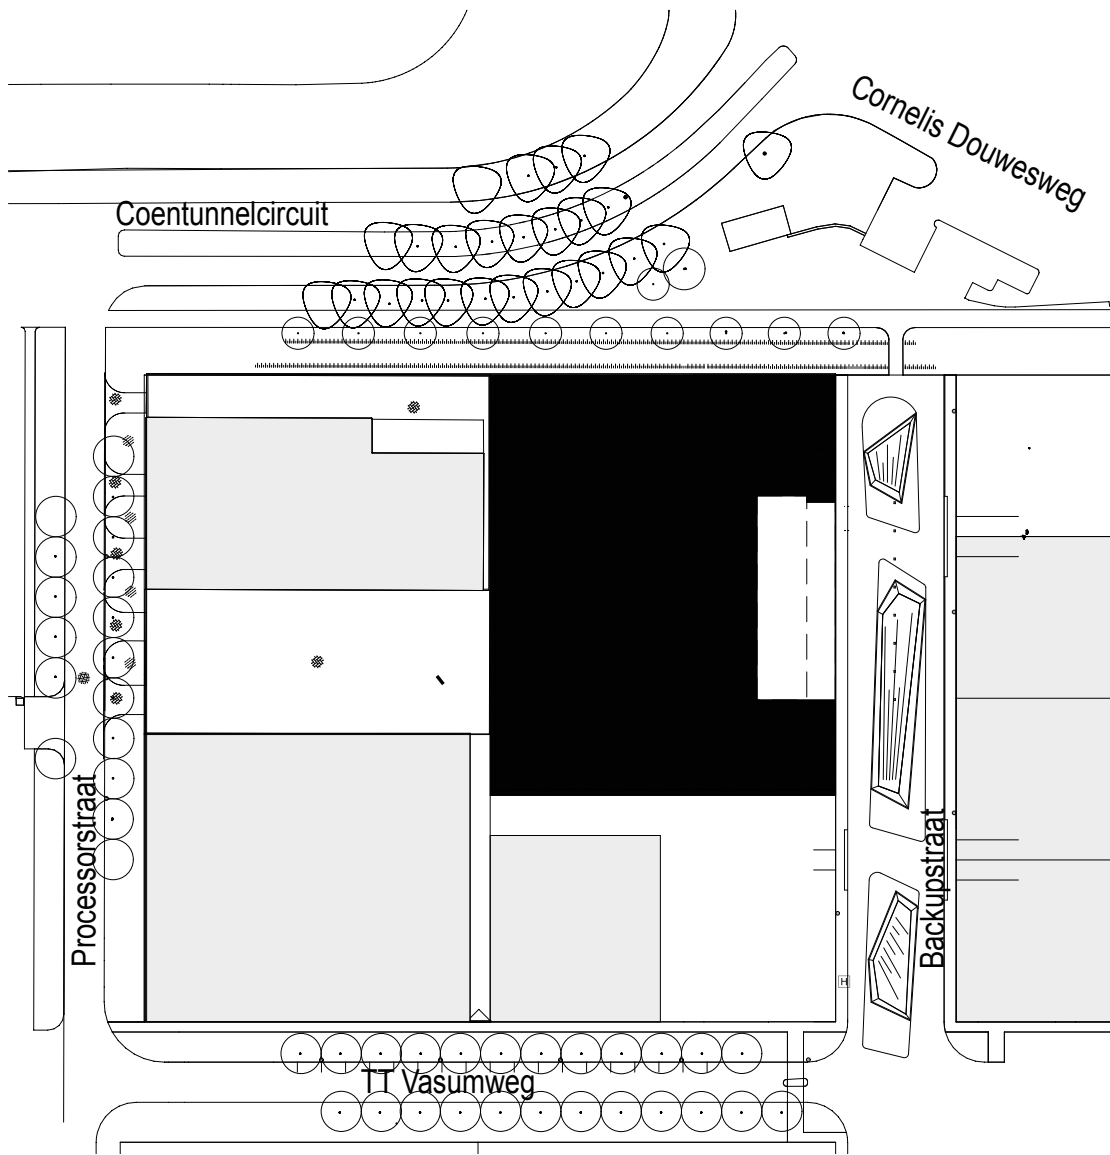 Cornelis Douwesweg
Coentunnelcircuit
Processorstraat
Backupstraat
H
TT Vasumweg